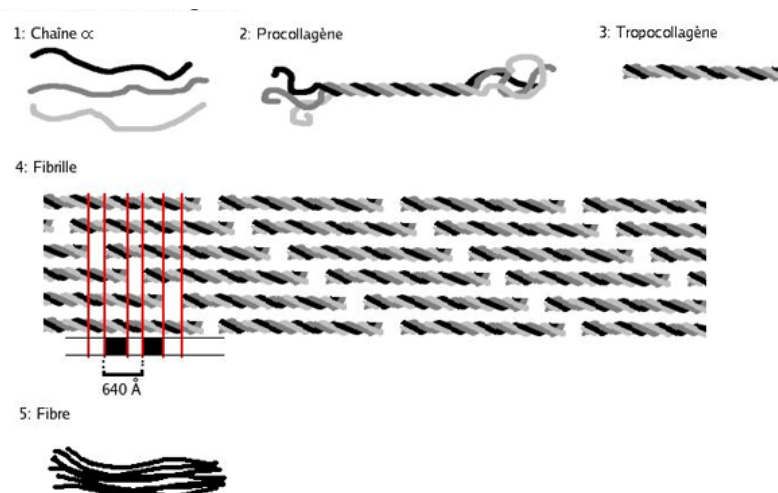 1: Chaîne ∝
2: Procollagène
3: Tropocollagène
4: Fibrille
640 Å
5: Fibre